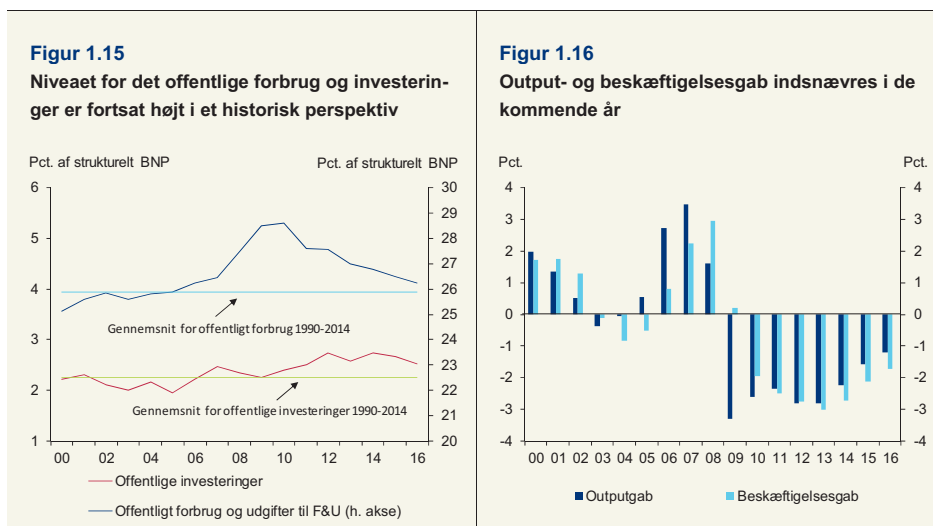 Figur 1.15
Niveaet for det offentlige forbrug og investerin-
ger er fortsat højt i et historisk perspektiv
Pct. af strukturelt BNP
Pct. af strukturelt BNP
6
5
4
3
2
1
30
29
28
27
26
25
24
23
22
21
20
Gennemsnit for offentligt forbrug 1990-2014
Gennemsnit for offentlige investeringer 1990-2014
00 02 04 06 08 10 12 14 16
Offentlige investeringer
Offentligt forbrug og udgifter til F&U (h. akse)
Figur 1.16
Output- og beskæftigelsesgab indsnævres i de
kommende år
Pct.
Pct.
4
3
2
1
0
-1
-2
-3
-4
4
3
2
1
0
-1
-2
-3
-4
00 01 02 03 04 05 06 07 08 09 10 11 12 13 14 15 16
Outputgab
Beskæftigelsesgab